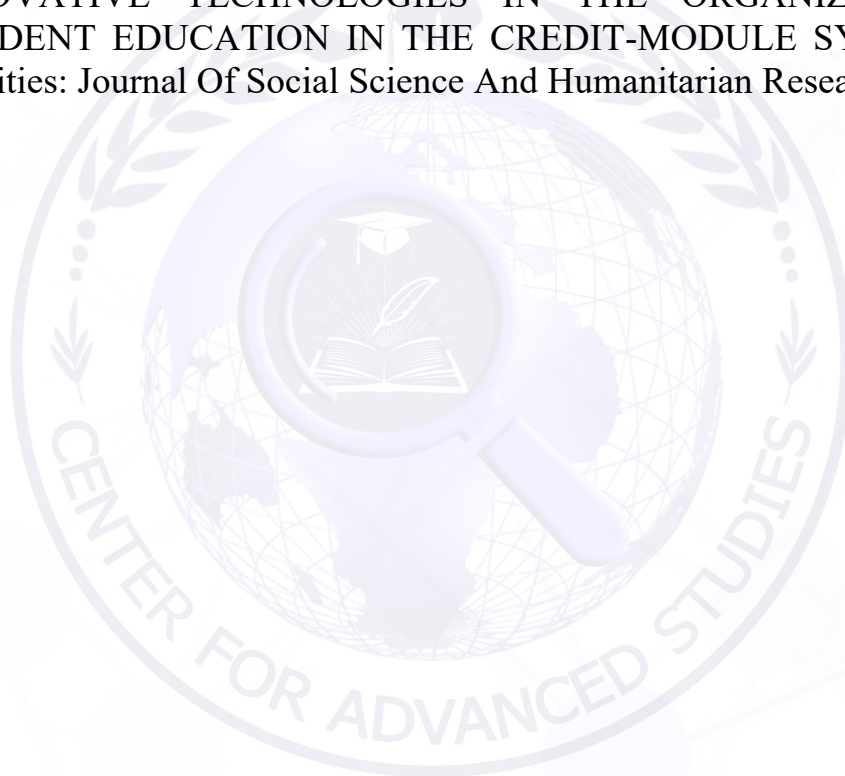 OVATIVE TECHNOLOGIES IN THE ORGANIZ
DENT EDUCATION IN THE CREDIT-MODULE SY
ities: Journal Of Social Science And Humanitarian Resea
CENTER FOR ADVANCED STUDIES